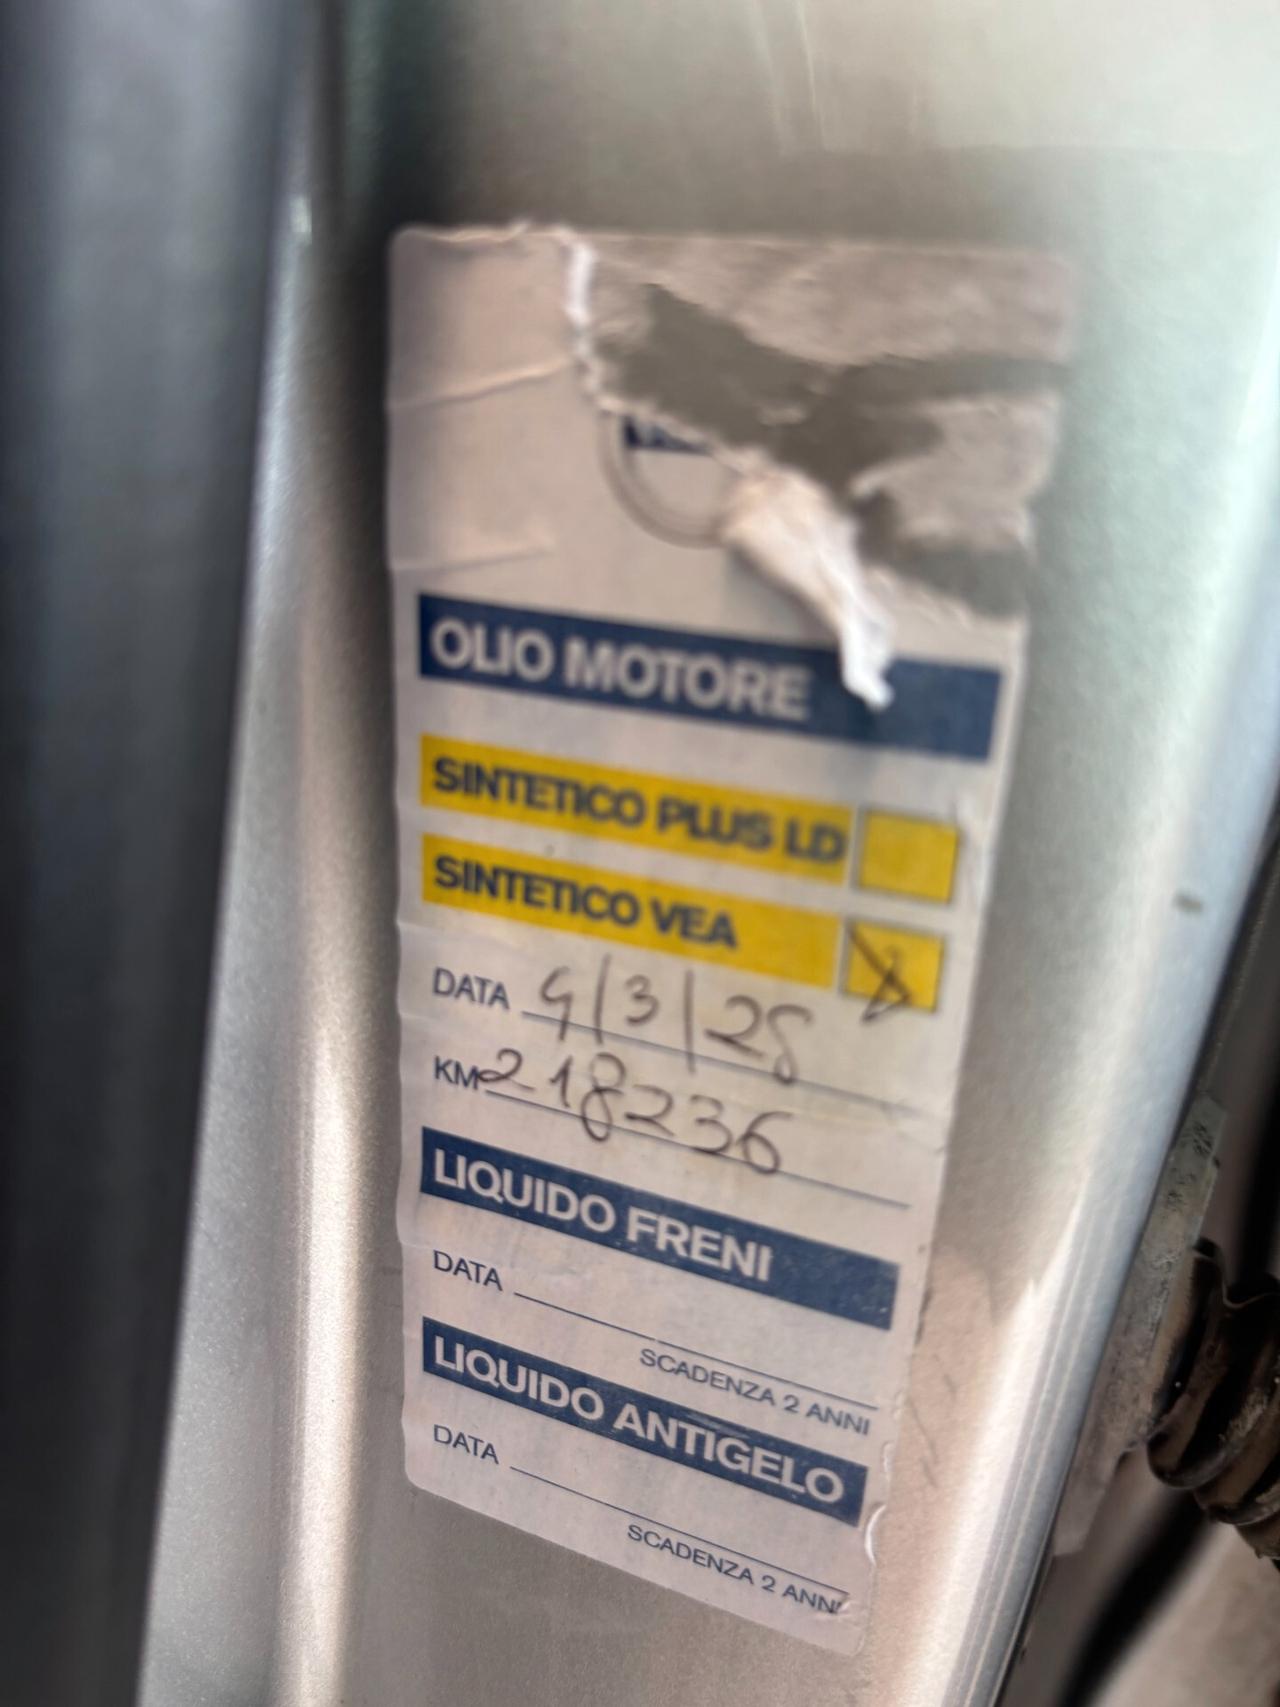 OLIO MOTORE
SINTETICO PLUS LD
SINTETICO VEA
DATA 9/3/25
KM 218236
LIQUIDO FRENI
DATA
SCADENZA 2 ANNI
LIQUIDO ANTIGELO
DATA
SCADENZA 2 ANNI